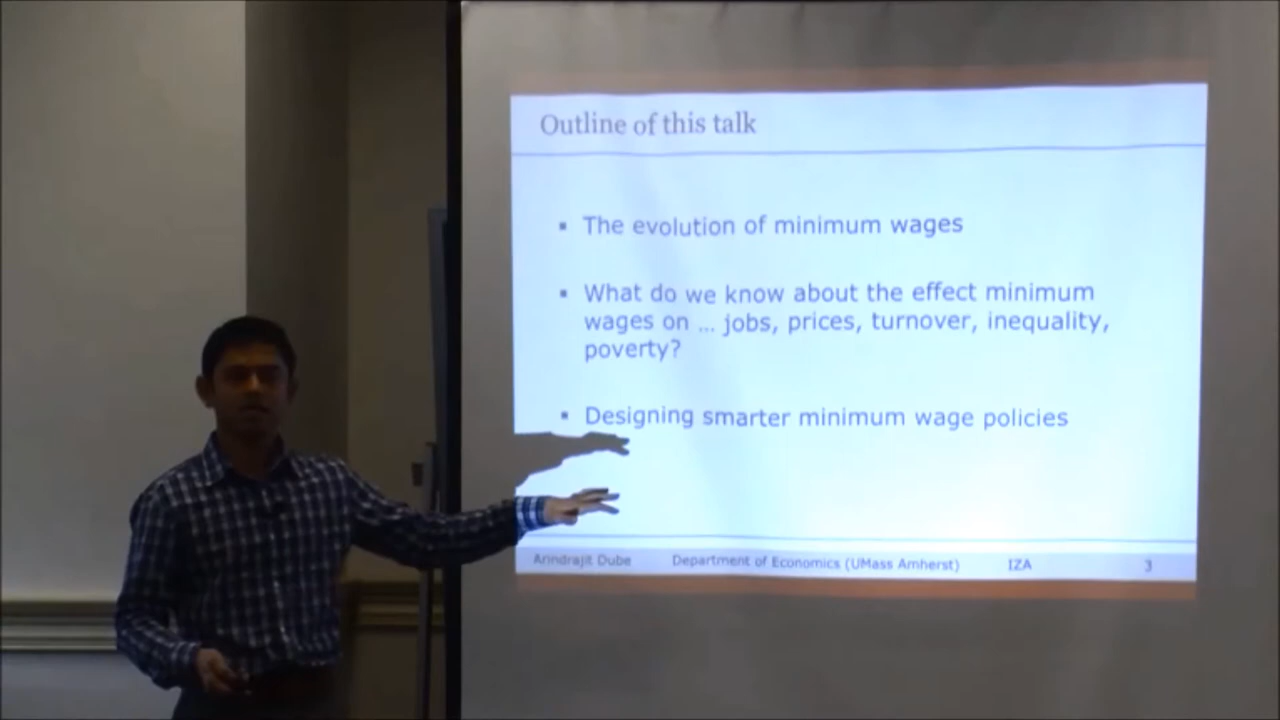 Outline of this talk
▪ The evolution of minimum wages
▪ What do we know about the effect minimum
wages on ... jobs, prices, turnover, inequality,
poverty?
▪ Designing smarter minimum wage policies
Arindrajit Dube Department of Economics (UMass Amherst) IZA 3